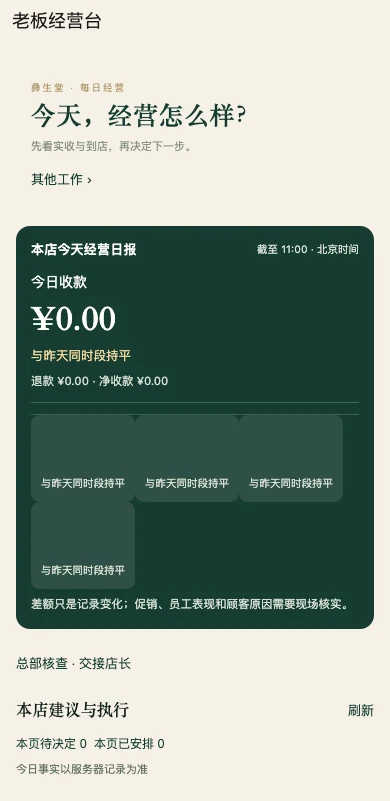 老板经营台
彝生堂 · 每日经营
今天，经营怎么样?
先看实收与到店，再决定下一步。
其他工作 ›
本店今天经营日报 截至 11:00 · 北京时间
今日收款
¥0.00
与昨天同时段持平
退款 ¥0.00 · 净收款 ¥0.00
与昨天同时段持平 与昨天同时段持平 与昨天同时段持平
与昨天同时段持平
差额只是记录变化；促销、员工表现和顾客原因需要现场核实。
总部核查 · 交接店长
本店建议与执行 刷新
本页待决定 0 本页已安排 0
今日事实以服务器记录为准